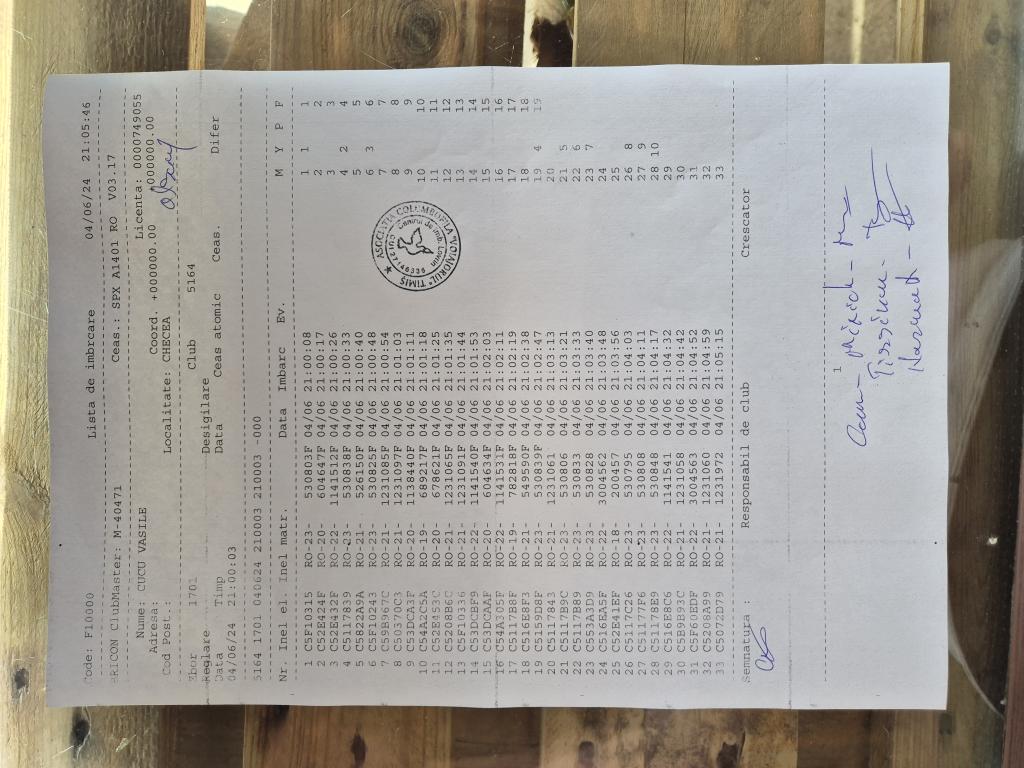 Code: F10000 Lista de imbrcare 04/06/24 21:05:46
BRICON ClubMaster: M-40471 Ceas.: SPX A1401 RO V03.17
Nume: CUCU VASILE Licenta: 0000749055
Adresa: Coord. +000000.00 +000000.00
Cod Post.: Localitate: CHECEA
Zbor 1701 Club 5164
Reglare Desigilare
Data Timp Data Ceas atomic Ceas. Difer
04/06/24 21:00:03
5164 1701 040624 210003 210003 -000
Nr. Inel el. Inel matr. Data Imbarc Ev. M Y P F
1 C5F10315 RO-23- 530803F 04/06 21:00:08 1 1 1
2 C52E424F RO-20- 604647F 04/06 21:00:17 2 2
3 C52E432F RO-22- 1141512F 04/06 21:00:26 3 3
4 C5117839 RO-23- 530838F 04/06 21:00:33 4 2 4
5 C5822A9A RO-21- 526150F 04/06 21:00:40 5 5
6 C5F10243 RO-23- 530825F 04/06 21:00:48 6 3 6
7 C59B967C RO-21- 1231085F 04/06 21:00:54 7 7
8 C50370C3 RO-21- 1231097F 04/06 21:01:03 8 8
9 C53DCA3F RO-20- 1138440F 04/06 21:01:11 9 9
10 C54A2C5A RO-19- 689217F 04/06 21:01:18 10 10
11 C52E453C RO-20- 678621F 04/06 21:01:25 11 11
12 C5208B6C RO-21- 1231065F 04/06 21:01:35 12 12
13 C5F10336 RO-21- 1231091F 04/06 21:01:44 13 13
14 C53DCBF9 RO-22- 1141540F 04/06 21:01:53 14 14
15 C53DCAAF RO-20- 604634F 04/06 21:02:03 15 15
16 C54A305F RO-22- 1141531F 04/06 21:02:11 16 16
17 C5117B8F RO-19- 782818F 04/06 21:02:19 17 17
18 C516E8F3 RO-21- 549590F 04/06 21:02:38 18 18
19 C5159D8F RO-23- 530839F 04/06 21:02:47 19 4 19
20 C5117843 RO-21- 1231061 04/06 21:03:13 20
21 C5117B9C RO-23- 530806 04/06 21:03:21 21 5
22 C5117B89 RO-23- 530833 04/06 21:03:33 22 6
23 C553A3D9 RO-23- 530828 04/06 21:03:40 23 7
24 C516EA5F RO-22- 3004562 04/06 21:03:48 24
25 C52E41EF RO-18- 200457 04/06 21:03:56 25
26 C5117C26 RO-23- 530795 04/06 21:04:03 26 8
27 C5177F6 RO-23- 530808 04/06 21:04:11 27 9
28 C51178E9 RO-23- 530848 04/06 21:04:17 28 10
29 C516E8C6 RO-22- 1141541 04/06 21:04:32 29
30 C5B9B93C RO-21- 1231058 04/06 21:04:42 30
31 C5F60EDF RO-22- 3004563 04/06 21:04:52 31
32 C5208A99 RO-21- 1231060 04/06 21:04:59 32
33 C5072D79 RO-21- 1231972 04/06 21:05:15 33
Semnatura : Responsabil de club Crescator
1
ASOCIATIA COLUMBOFILA "VOIAJORUL" TIMIS
CUI 27146336